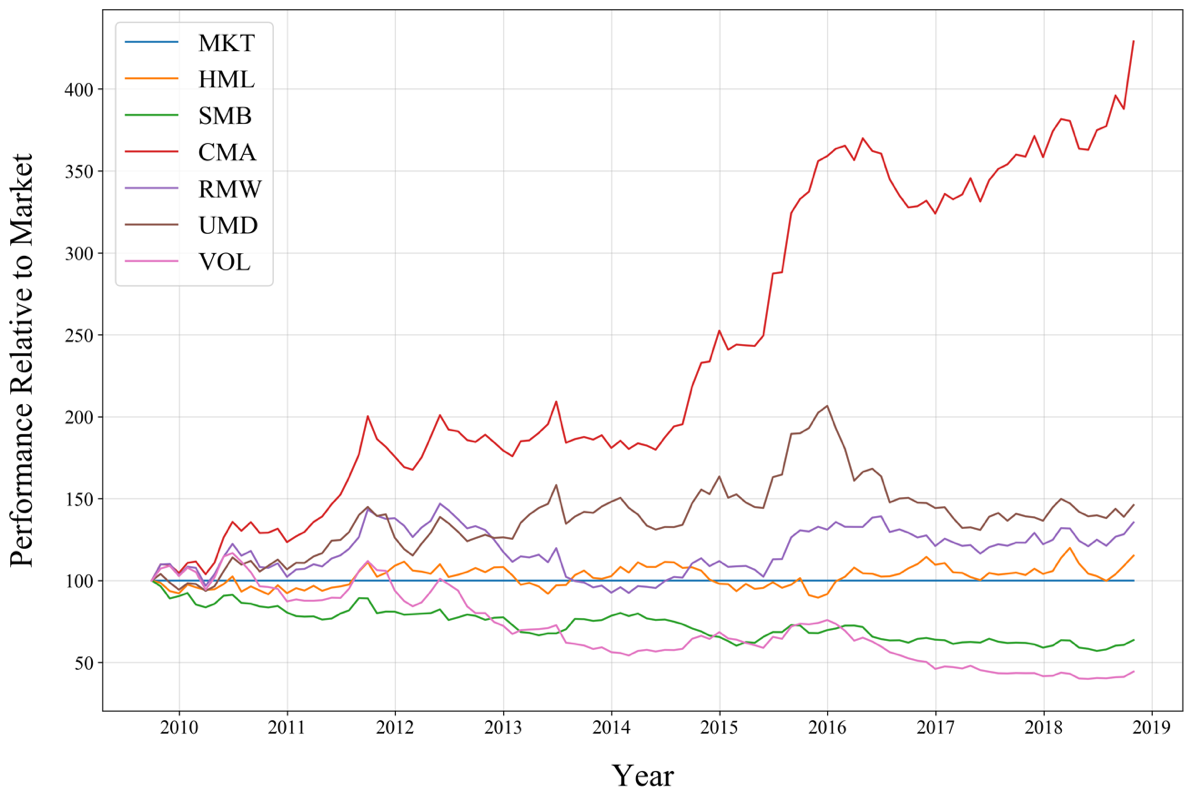 MKT
HML
SMB
CMA
RMW
UMD
VOL
Performance Relative to Market
400
350
300
250
200
150
100
50
2010 2011 2012 2013 2014 2015 2016 2017 2018 2019
Year